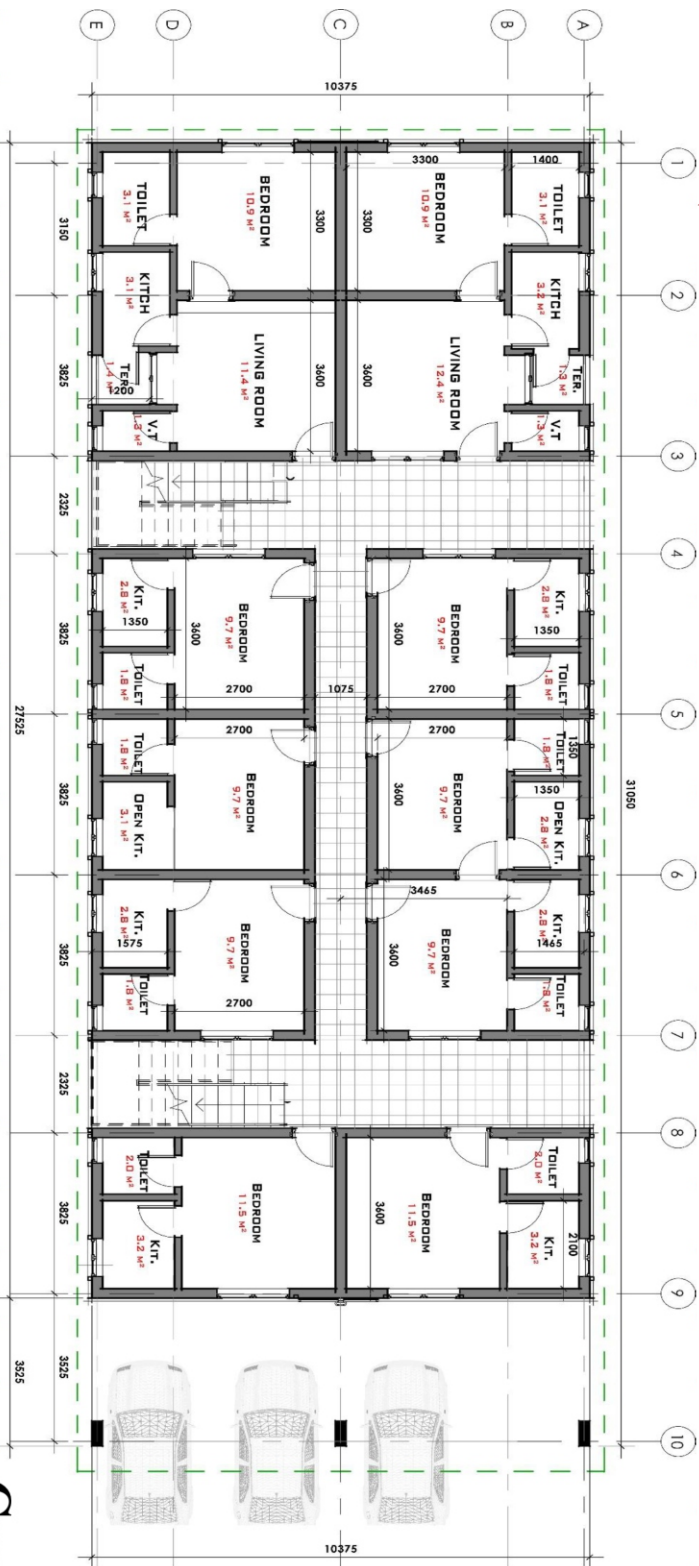 E
D
C
B
A
10375
1
3300
1400
TOILET
3.1 M²
BEDROOM
10.9 M²
3300
3300
BEDROOM
10.9 M²
TOILET
3.1 M²
3150
2
KITCH
3.1 M²
KITCH
3.2 M²
LIVING ROOM
11.4 M²
3600
3600
LIVING ROOM
12.4 M²
TER.
1.4 M²
1200
TER.
1.3 M²
3825
V.T
1.3 M²
V.T
1.3 M²
3
2325
4
KIT.
2.8 M²
1350
BEDROOM
9.7 M²
3600
3600
BEDROOM
9.7 M²
KIT.
2.8 M²
1350
3825
TOILET
1.8 M²
2700
1075
2700
TOILET
1.8 M²
5
27525
31050
TOILET
1.8 M²
2700
2700
TOILET
1.8 M²
1350
BEDROOM
9.7 M²
3600
BEDROOM
9.7 M²
1350
3825
OPEN KIT.
3.1 M²
OPEN KIT.
2.8 M²
6
3465
KIT.
2.8 M²
1575
BEDROOM
9.7 M²
3600
BEDROOM
9.7 M²
KIT.
2.8 M²
1465
3825
TOILET
1.8 M²
2700
TOILET
1.8 M²
7
2325
8
TOILET
2.0 M²
TOILET
2.0 M²
BEDROOM
11.5 M²
3600
BEDROOM
11.5 M²
3825
KIT.
3.2 M²
KIT.
3.2 M²
2100
9
3525
3525
10
10375